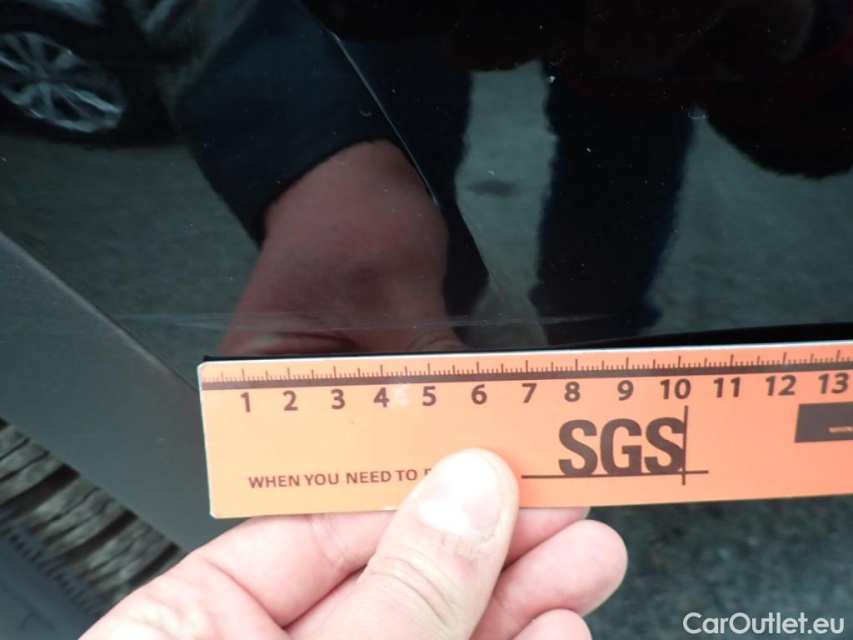 1 2 3 4 5 6 7 8 9 10 11 12 13
SGS
WHEN YOU NEED TO
CarOutlet.eu